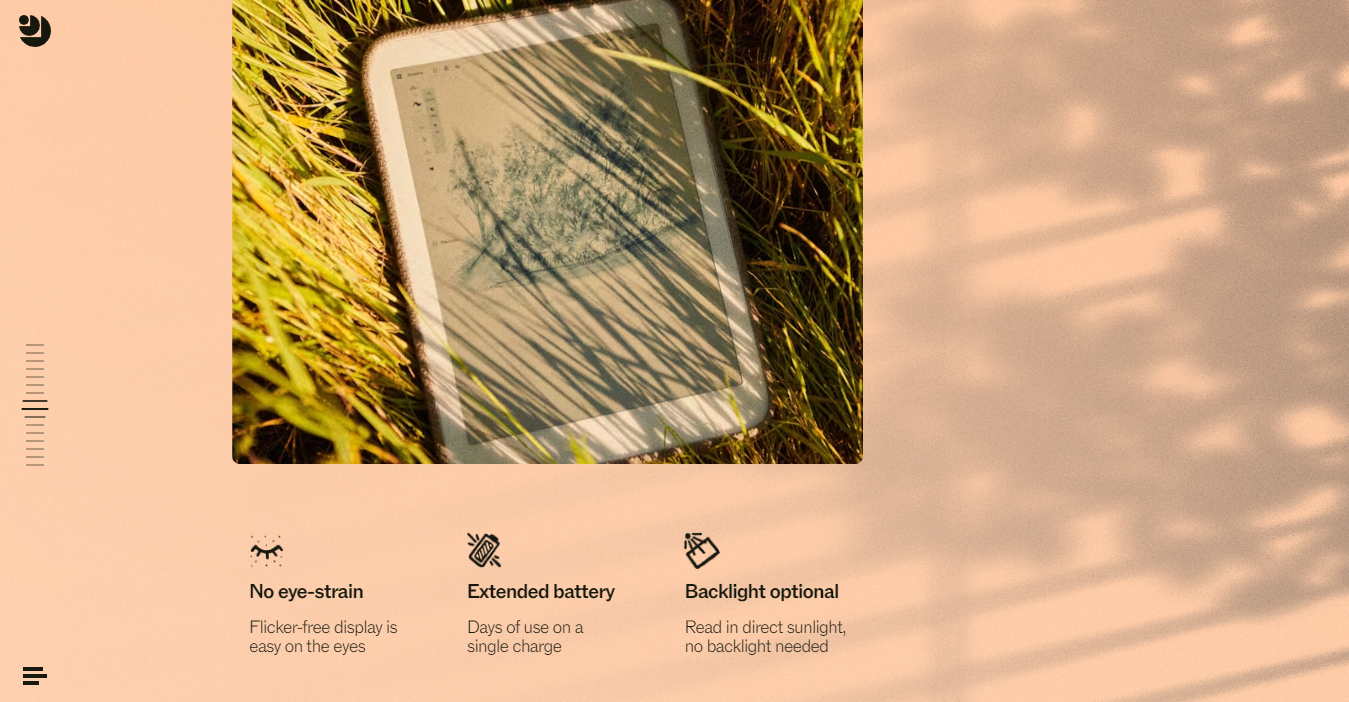 No eye-strain
Flicker-free display is
easy on the eyes
Extended battery
Days of use on a
single charge
Backlight optional
Read in direct sunlight,
no backlight needed